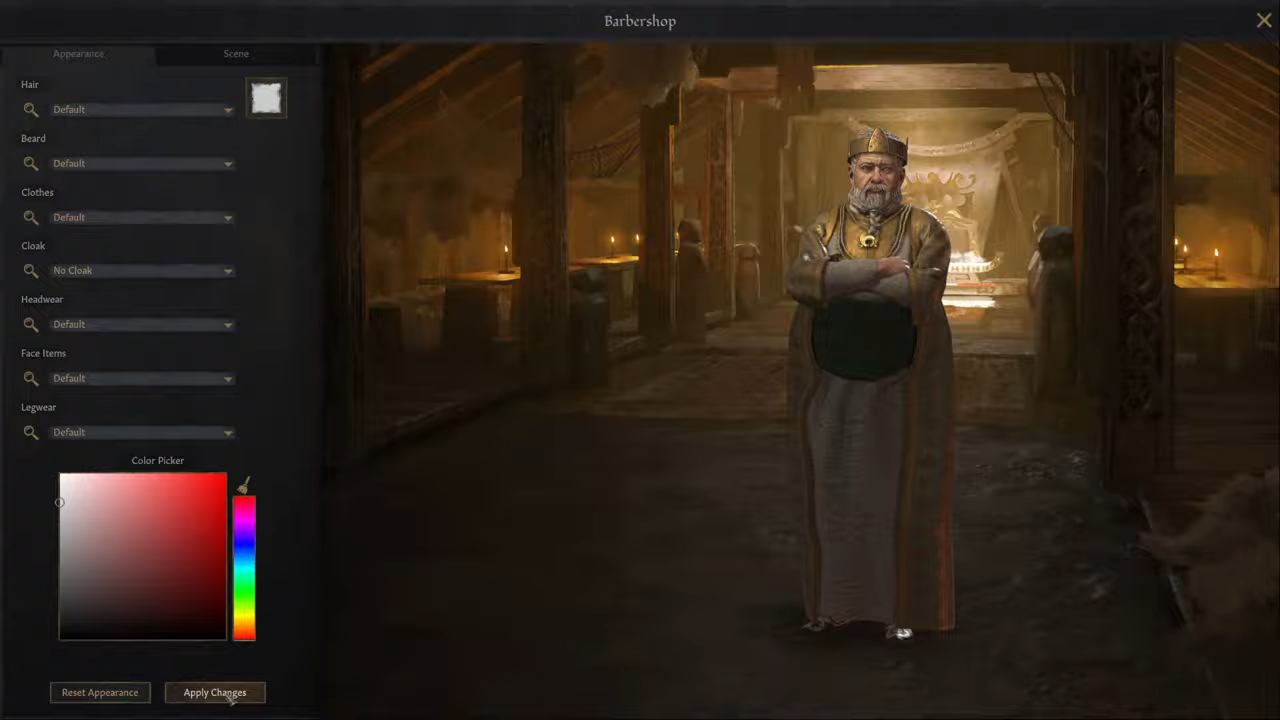 Barbershop
Appearance
Scene
Hair
Default
Beard
Default
Clothes
Default
Cloak
No Cloak
Headwear
Default
Face Items
Default
Legwear
Default
Color Picker
Reset Appearance
Apply Changes